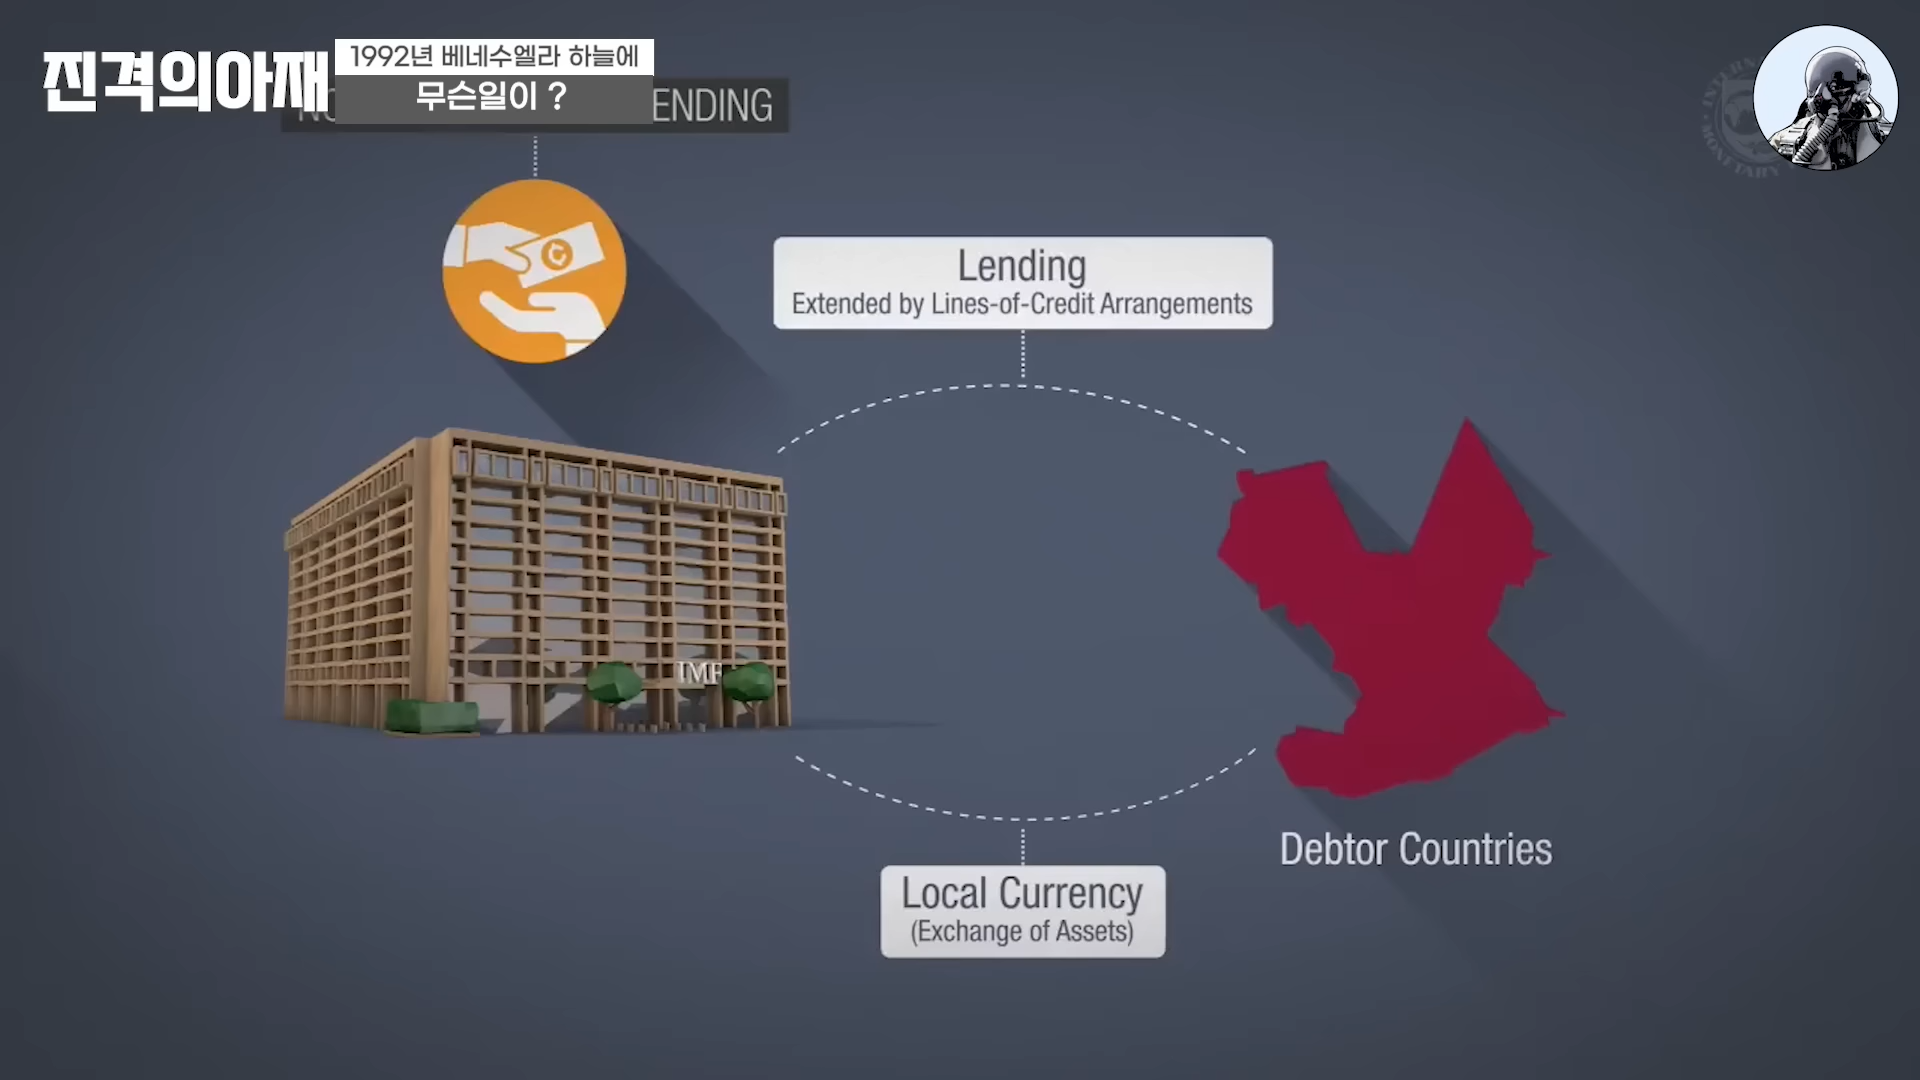 진격의아재
1992년 베네수엘라 하늘에
무슨일이 ?
ENDING
Lending
Extended by Lines-of-Credit Arrangements
IMF
Debtor Countries
Local Currency
(Exchange of Assets)